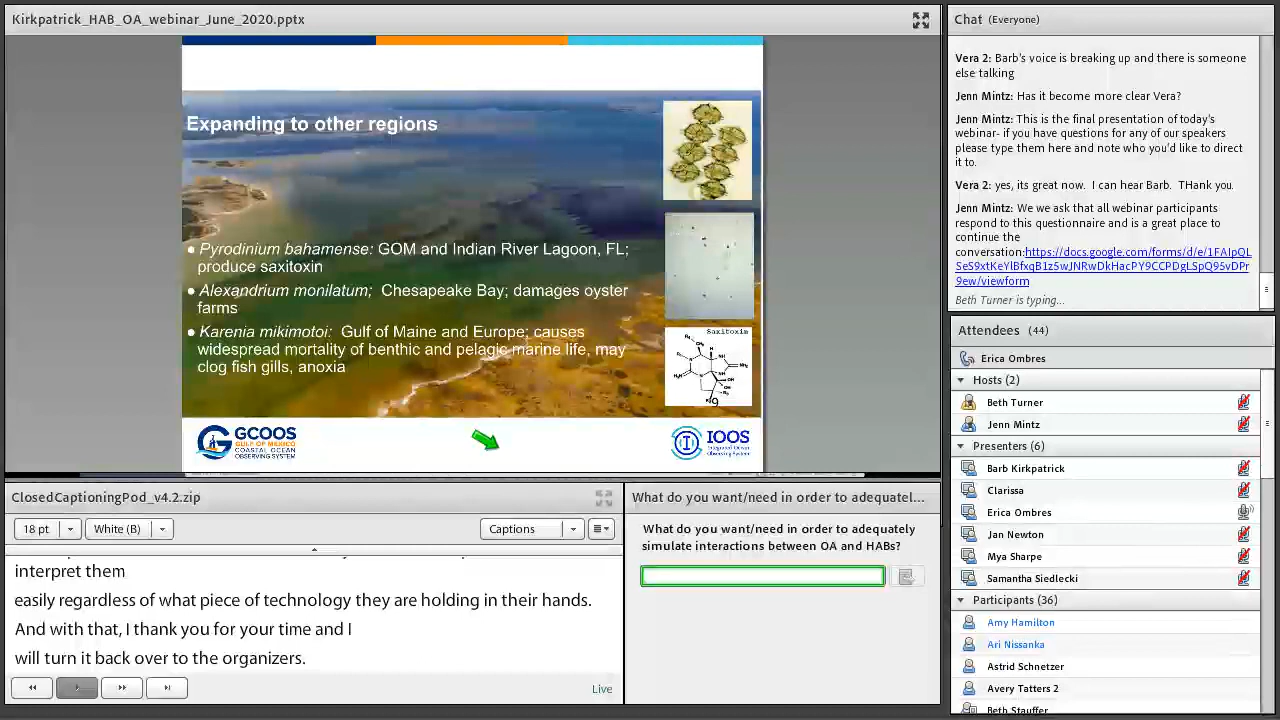 Kirkpatrick_HAB_OA_webinar_June_2020.pptx
Expanding to other regions
● Pyrodinium bahamense: GOM and Indian River Lagoon, FL;
produce saxitoxin
● Alexandrium monilatum;  Chesapeake Bay; damages oyster
farms
● Karenia mikimotoi:  Gulf of Maine and Europe; causes
widespread mortality of benthic and pelagic marine life, may
clog fish gills, anoxia
Saxitoxin
GCOOS
GULF OF MEXICO
COASTAL OCEAN
OBSERVING SYSTEM
IOOS
Integrated Ocean
Observing System
ClosedCaptioningPod_v4.2.zip
18 pt
White (B)
Captions
interpret them
easily regardless of what piece of technology they are holding in their hands.
And with that, I thank you for your time and I
will turn it back over to the organizers.
Live
What do you want/need in order to adequatel...
What do you want/need in order to adequately
simulate interactions between OA and HABs?
Chat (Everyone)
Vera 2: Barb's voice is breaking up and there is someone
else talking
Jenn Mintz: Has it become more clear Vera?
Jenn Mintz: This is the final presentation of today's
webinar- if you have questions for any of our speakers
please type them here and note who you'd like to direct
it to.
Vera 2: yes, its great now.  I can hear Barb.  THank you.
Jenn Mintz: We we ask that all webinar participants
respond to this questionnaire and is a great place to
continue the
conversation:https://docs.google.com/forms/d/e/1FAIpQL
SeS9xtKeYlBfxqB1z5wJNRwDkHacPY9CCPDgLSpQ95vDPr
9ew/viewform
Beth Turner is typing...
Attendees (44)
Erica Ombres
Hosts (2)
Beth Turner
Jenn Mintz
Presenters (6)
Barb Kirkpatrick
Clarissa
Erica Ombres
Jan Newton
Mya Sharpe
Samantha Siedlecki
Participants (36)
Amy Hamilton
Ari Nissanka
Astrid Schnetzer
Avery Tatters 2
Beth Stauffer